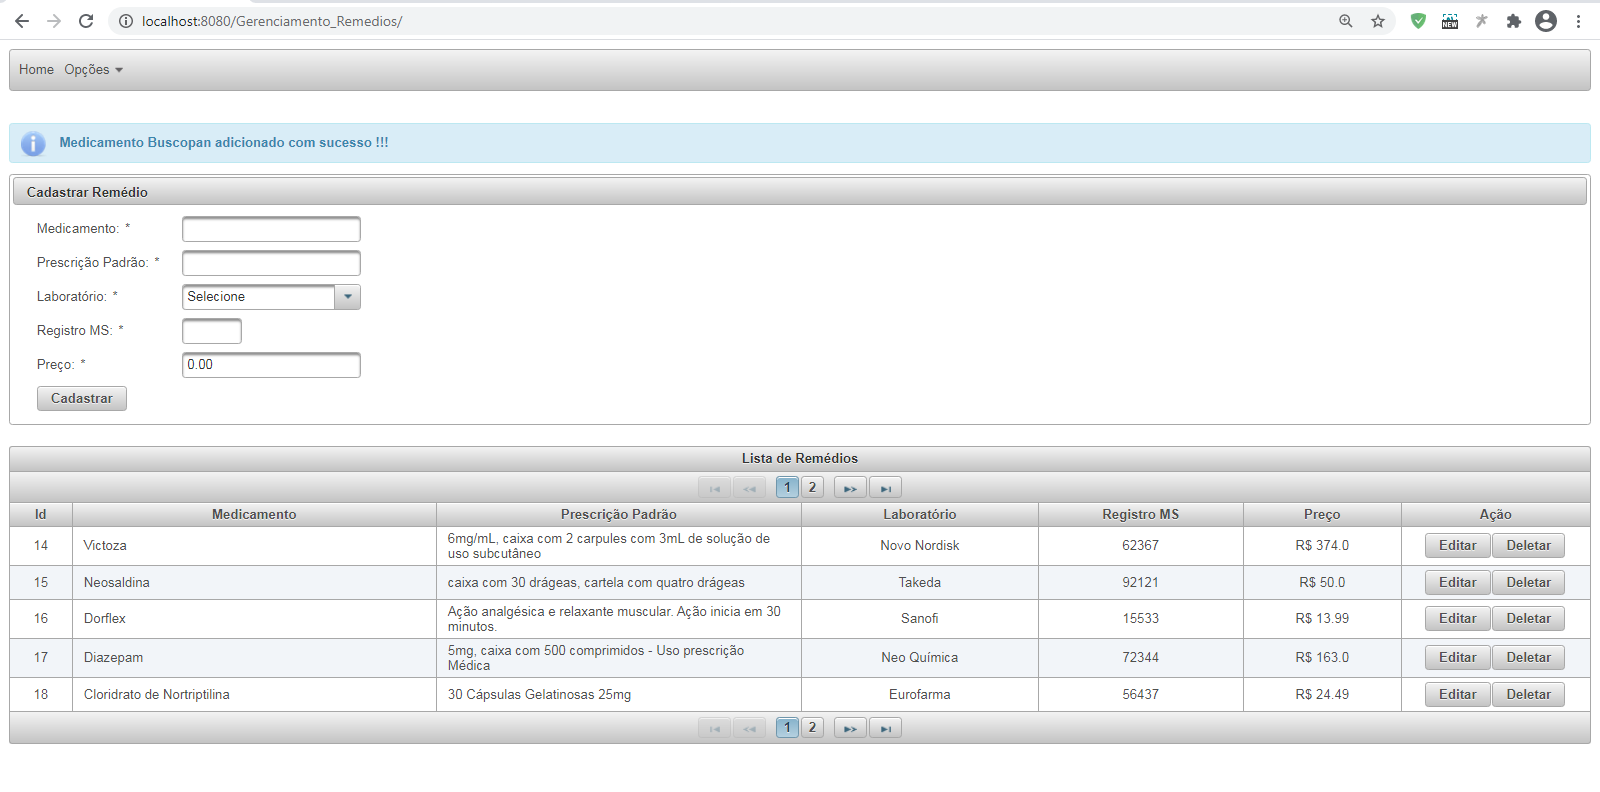 localhost:8080/Gerenciamento_Remedios/
NEW
Home Opções
Medicamento Buscopan adicionado com sucesso !!!
Cadastrar Remédio
Medicamento: *
Prescrição Padrão: *
Laboratório: * Selecione
Registro MS: *
Preço: * 0.00
Cadastrar
Lista de Remédios
1 2
Id Medicamento Prescrição Padrão Laboratório Registro MS Preço Ação
14 Victoza 6mg/mL, caixa com 2 carpules com 3mL de solução de
uso subcutâneo Novo Nordisk 62367 R$ 374.0 Editar Deletar
15 Neosaldina caixa com 30 drágeas, cartela com quatro drágeas Takeda 92121 R$ 50.0 Editar Deletar
16 Dorflex Ação analgésica e relaxante muscular. Ação inicia em 30
minutos. Sanofi 15533 R$ 13.99 Editar Deletar
17 Diazepam 5mg, caixa com 500 comprimidos - Uso prescrição
Médica Neo Química 72344 R$ 163.0 Editar Deletar
18 Cloridrato de Nortriptilina 30 Cápsulas Gelatinosas 25mg Eurofarma 56437 R$ 24.49 Editar Deletar
1 2